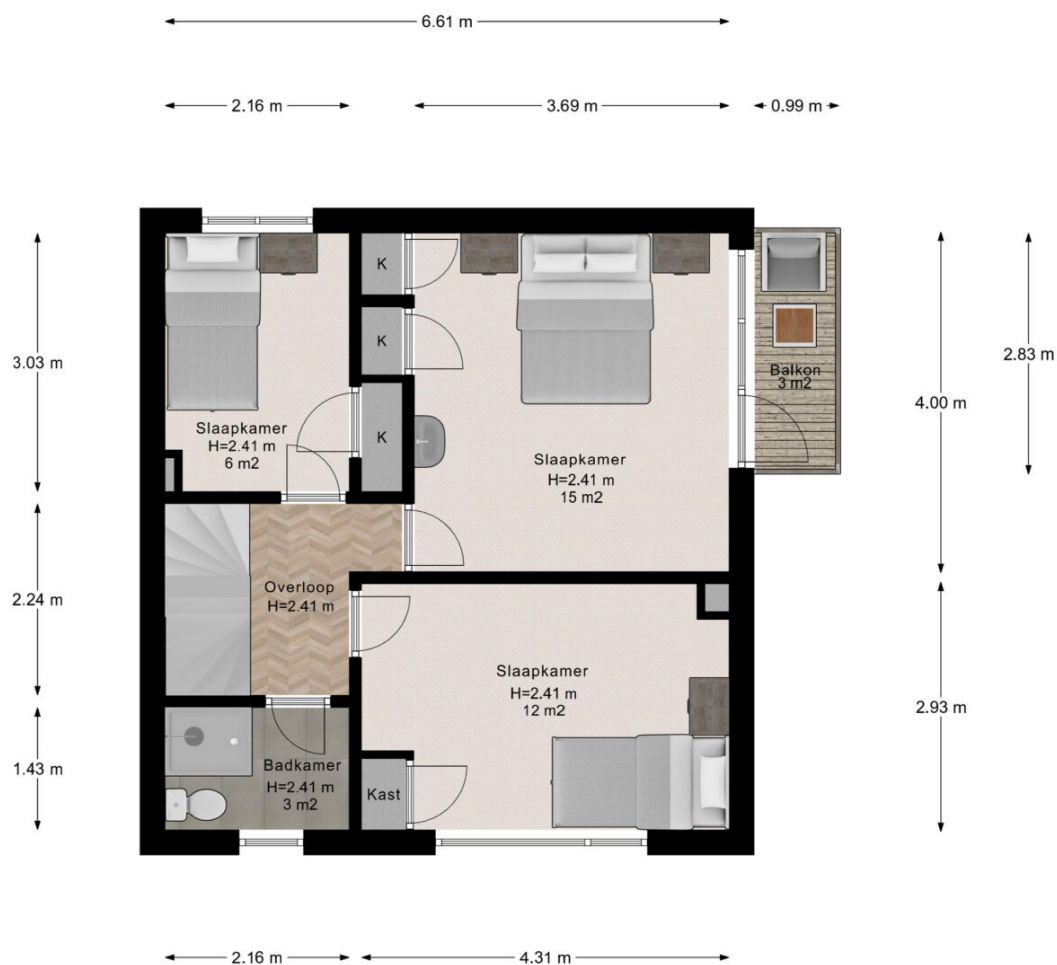 6.61 m
2.16 m
3.69 m
0.99 m
K
K
K
3.03 m
Slaapkamer
H=2.41 m
6 m2
Slaapkamer
H=2.41 m
15 m2
Balkon
3 m2
4.00 m
2.83 m
2.24 m
Overloop
H=2.41 m
Slaapkamer
H=2.41 m
12 m2
2.93 m
1.43 m
Badkamer
H=2.41 m
3 m2
Kast
2.16 m
4.31 m